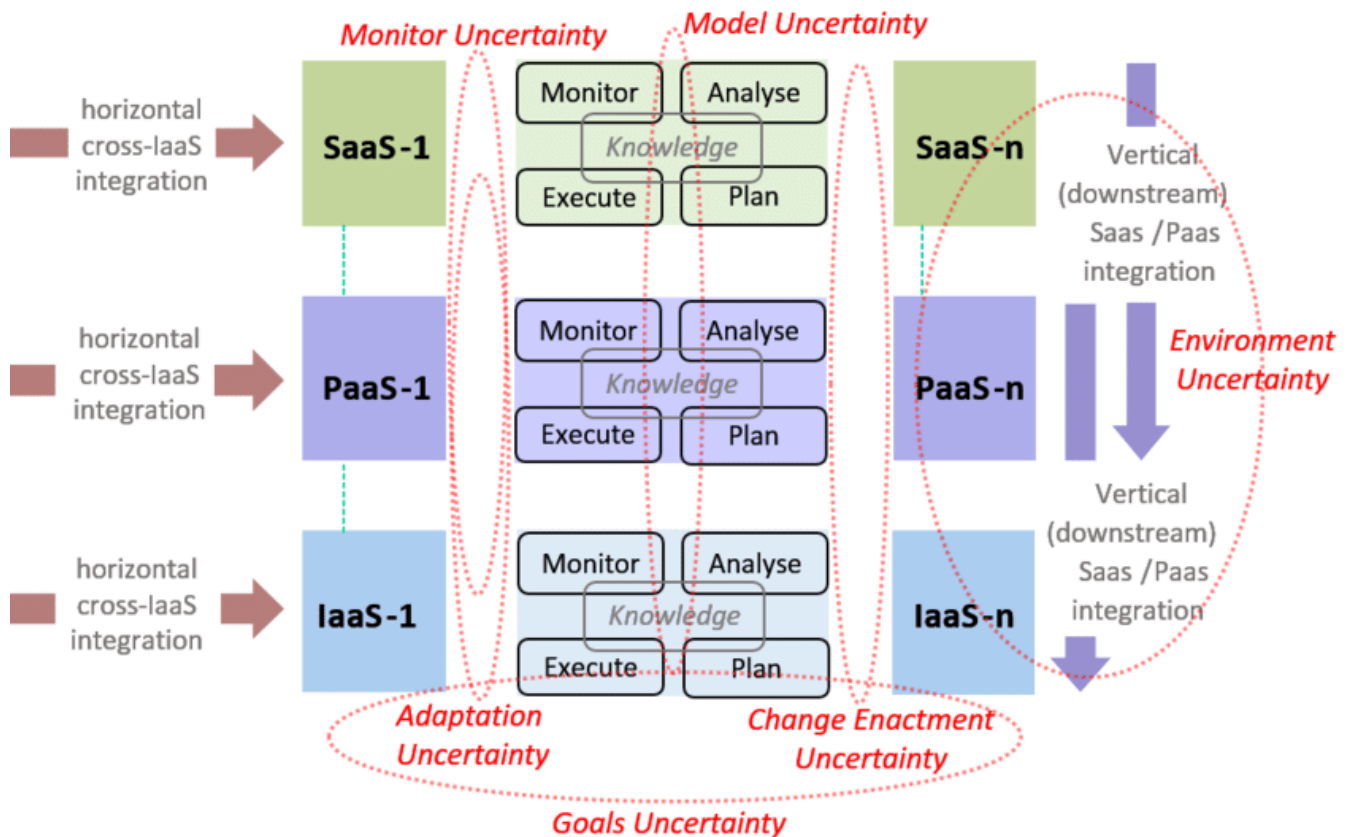 Monitor Uncertainty
Model Uncertainty
horizontal
cross-IaaS
integration
SaaS-1
Monitor
Analyse
Knowledge
Execute
Plan
SaaS-n
Vertical
(downstream)
Saas /Paas
integration
horizontal
cross-IaaS
integration
PaaS-1
Monitor
Analyse
Knowledge
Execute
Plan
PaaS-n
Environment
Uncertainty
horizontal
cross-IaaS
integration
IaaS-1
Monitor
Analyse
Knowledge
Execute
Plan
IaaS-n
Vertical
(downstream)
Saas /Paas
integration
Adaptation
Uncertainty
Change Enactment
Uncertainty
Goals Uncertainty